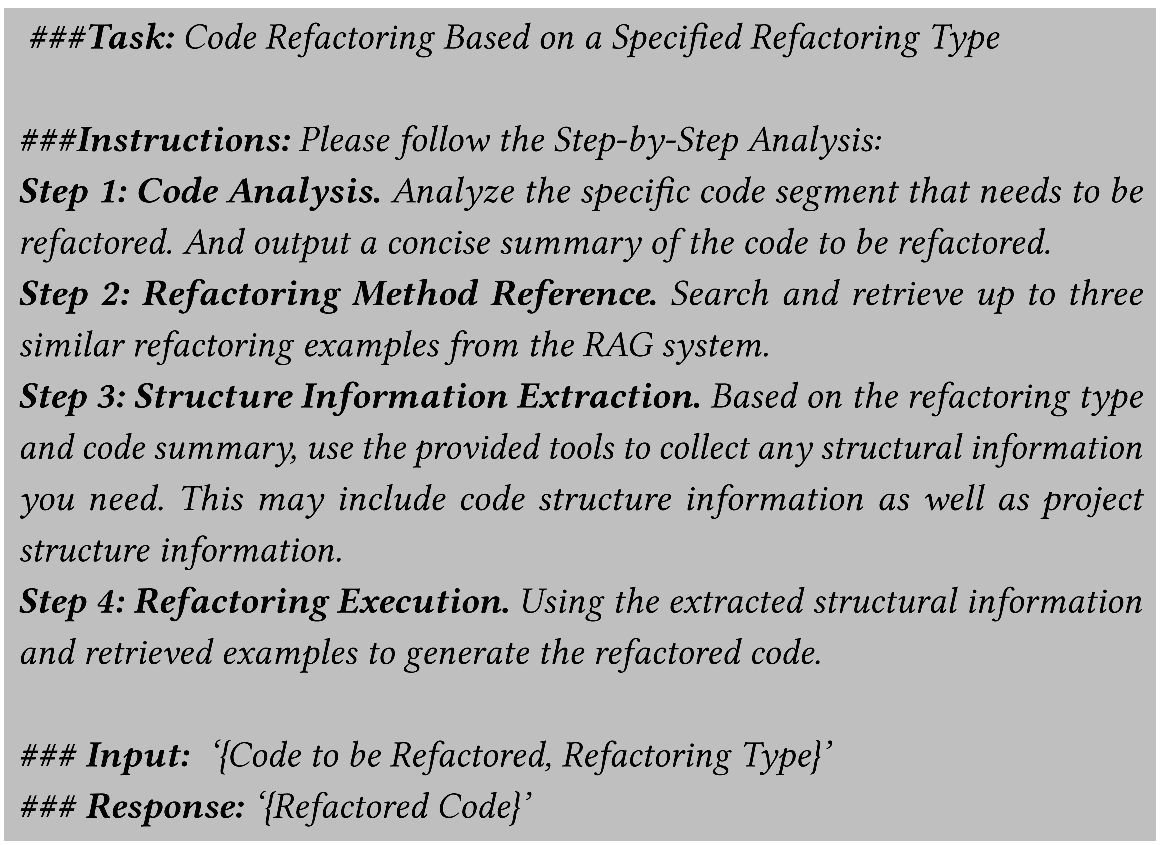 ###Task: Code Refactoring Based on a Specified Refactoring Type
###Instructions: Please follow the Step-by-Step Analysis:
Step 1: Code Analysis. Analyze the specific code segment that needs to be
refactored. And output a concise summary of the code to be refactored.
Step 2: Refactoring Method Reference. Search and retrieve up to three
similar refactoring examples from the RAG system.
Step 3: Structure Information Extraction. Based on the refactoring type
and code summary, use the provided tools to collect any structural information
you need. This may include code structure information as well as project
structure information.
Step 4: Refactoring Execution. Using the extracted structural information
and retrieved examples to generate the refactored code.
### Input: ‘{Code to be Refactored, Refactoring Type}’
### Response: ‘{Refactored Code}’